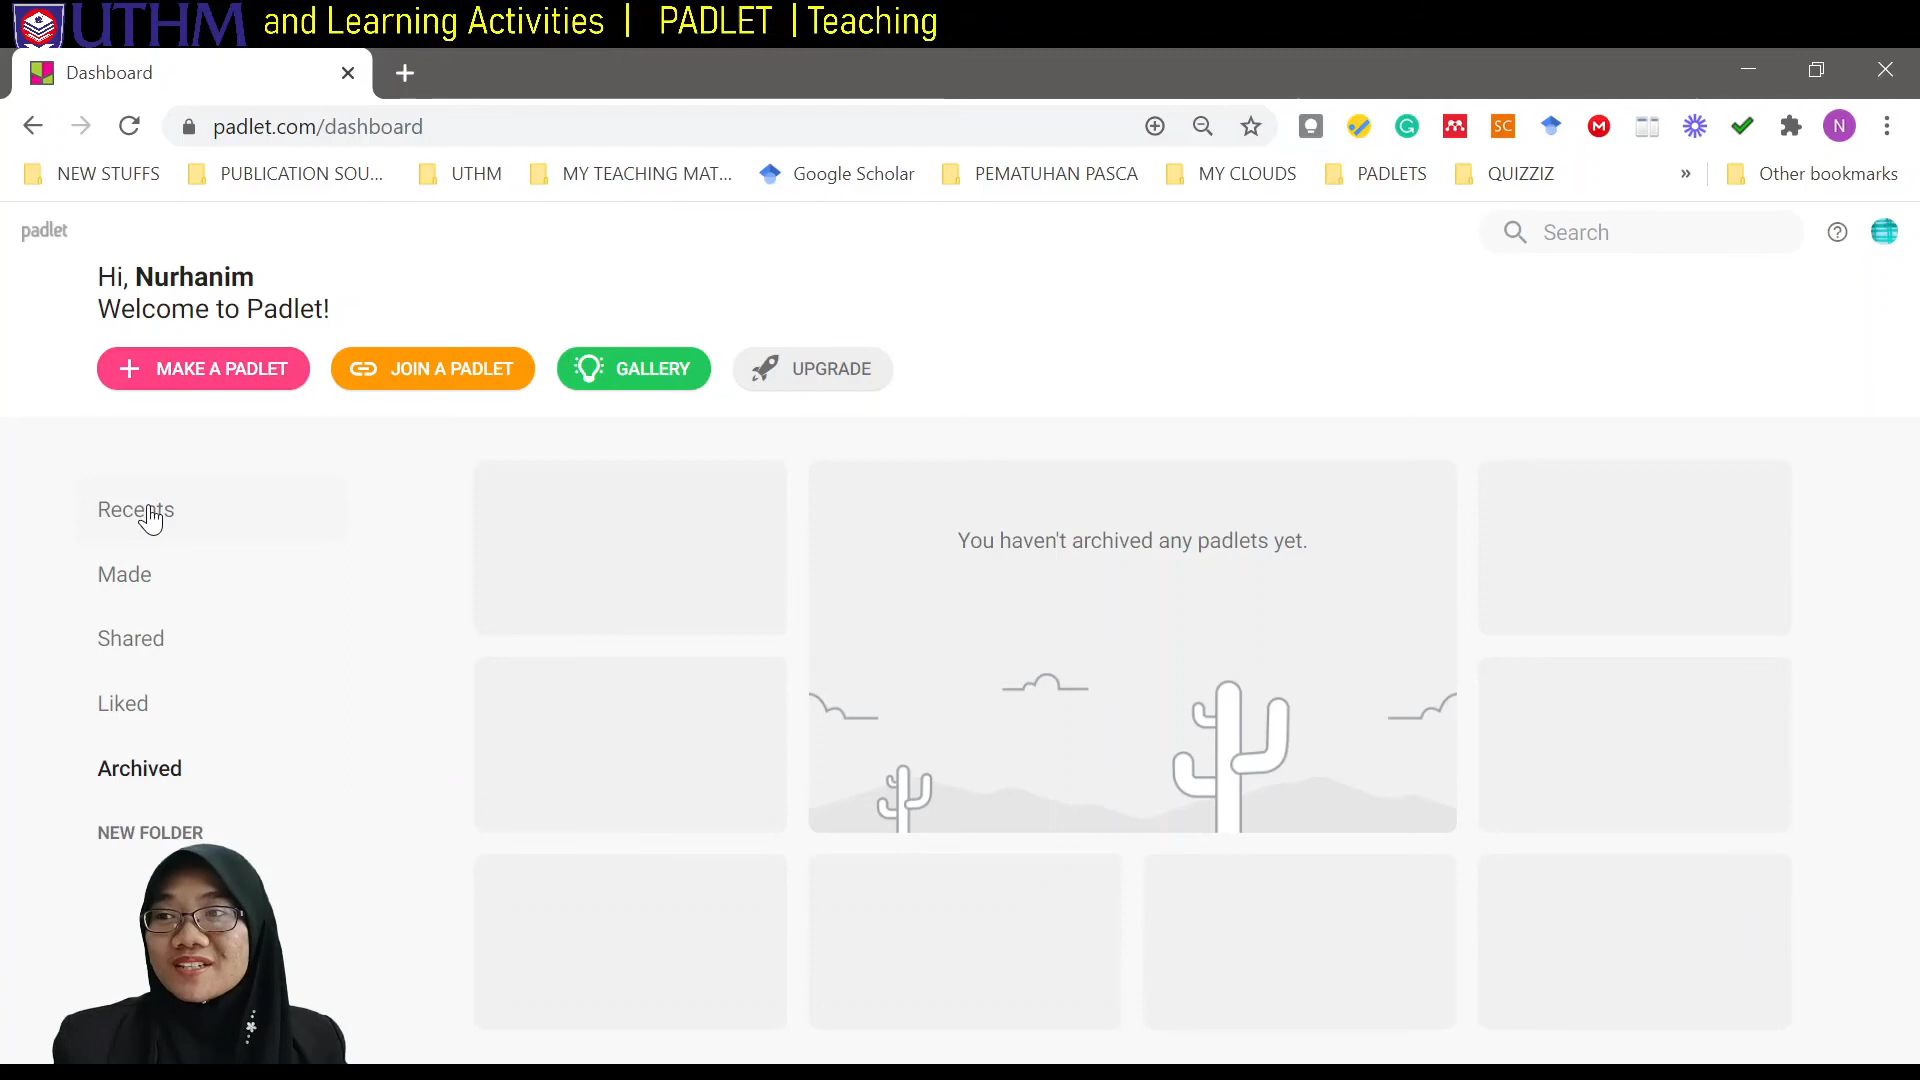 UTHM and Learning Activities | PADLET | Teaching
Dashboard
padlet.com/dashboard
SC
M
N
NEW STUFFS
PUBLICATION SOU...
UTHM
MY TEACHING MAT...
Google Scholar
PEMATUHAN PASCA
MY CLOUDS
PADLETS
QUIZZIZ
»
Other bookmarks
padlet
Search
Hi, Nurhanim
Welcome to Padlet!
MAKE A PADLET
JOIN A PADLET
GALLERY
UPGRADE
Recents
You haven't archived any padlets yet.
Made
Shared
Liked
Archived
NEW FOLDER